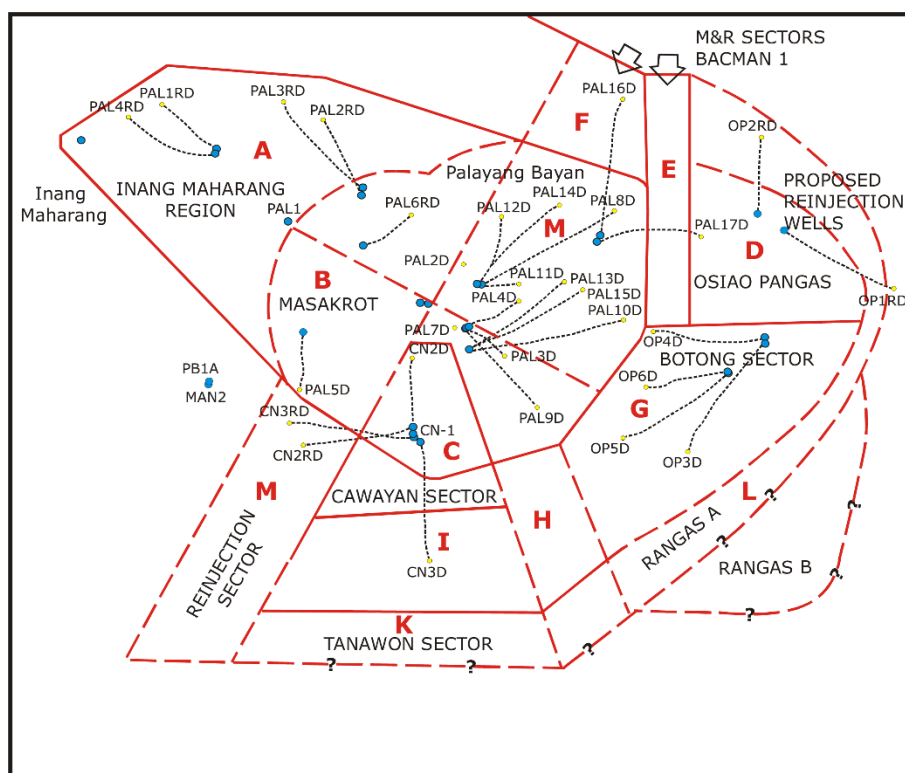 M&R SECTORS
BACMAN 1
PAL16D
PAL3RD
PAL1RD
PAL4RD
PAL2RD
F
OP2RD
A
E
Palayang Bayan
PROPOSED
REINJECTION
WELLS
Inang
Maharang
INANG MAHARANG
REGION
PAL14D
PAL1
PAL6RD
PAL12D
M
PAL8D
PAL17D
D
PAL2D
B
PAL11D
PAL13D
OSIAO PANGAS
MASAKROT
PAL4D
PAL15D
OP1RD
PAL10D
PAL7D
OP4D
CN2D
PAL3D
BOTONG SECTOR
PB1A
MAN2
PAL5D
OP6D
CN3RD
PAL9D
G
CN-1
CN2RD
C
OP5D
OP3D
M
CAWAYAN SECTOR
L
?
H
?
REINJECTION
SECTOR
I
RANGAS A
?
CN3D
RANGAS B
?
K
?
TANAWON SECTOR
?
?
?